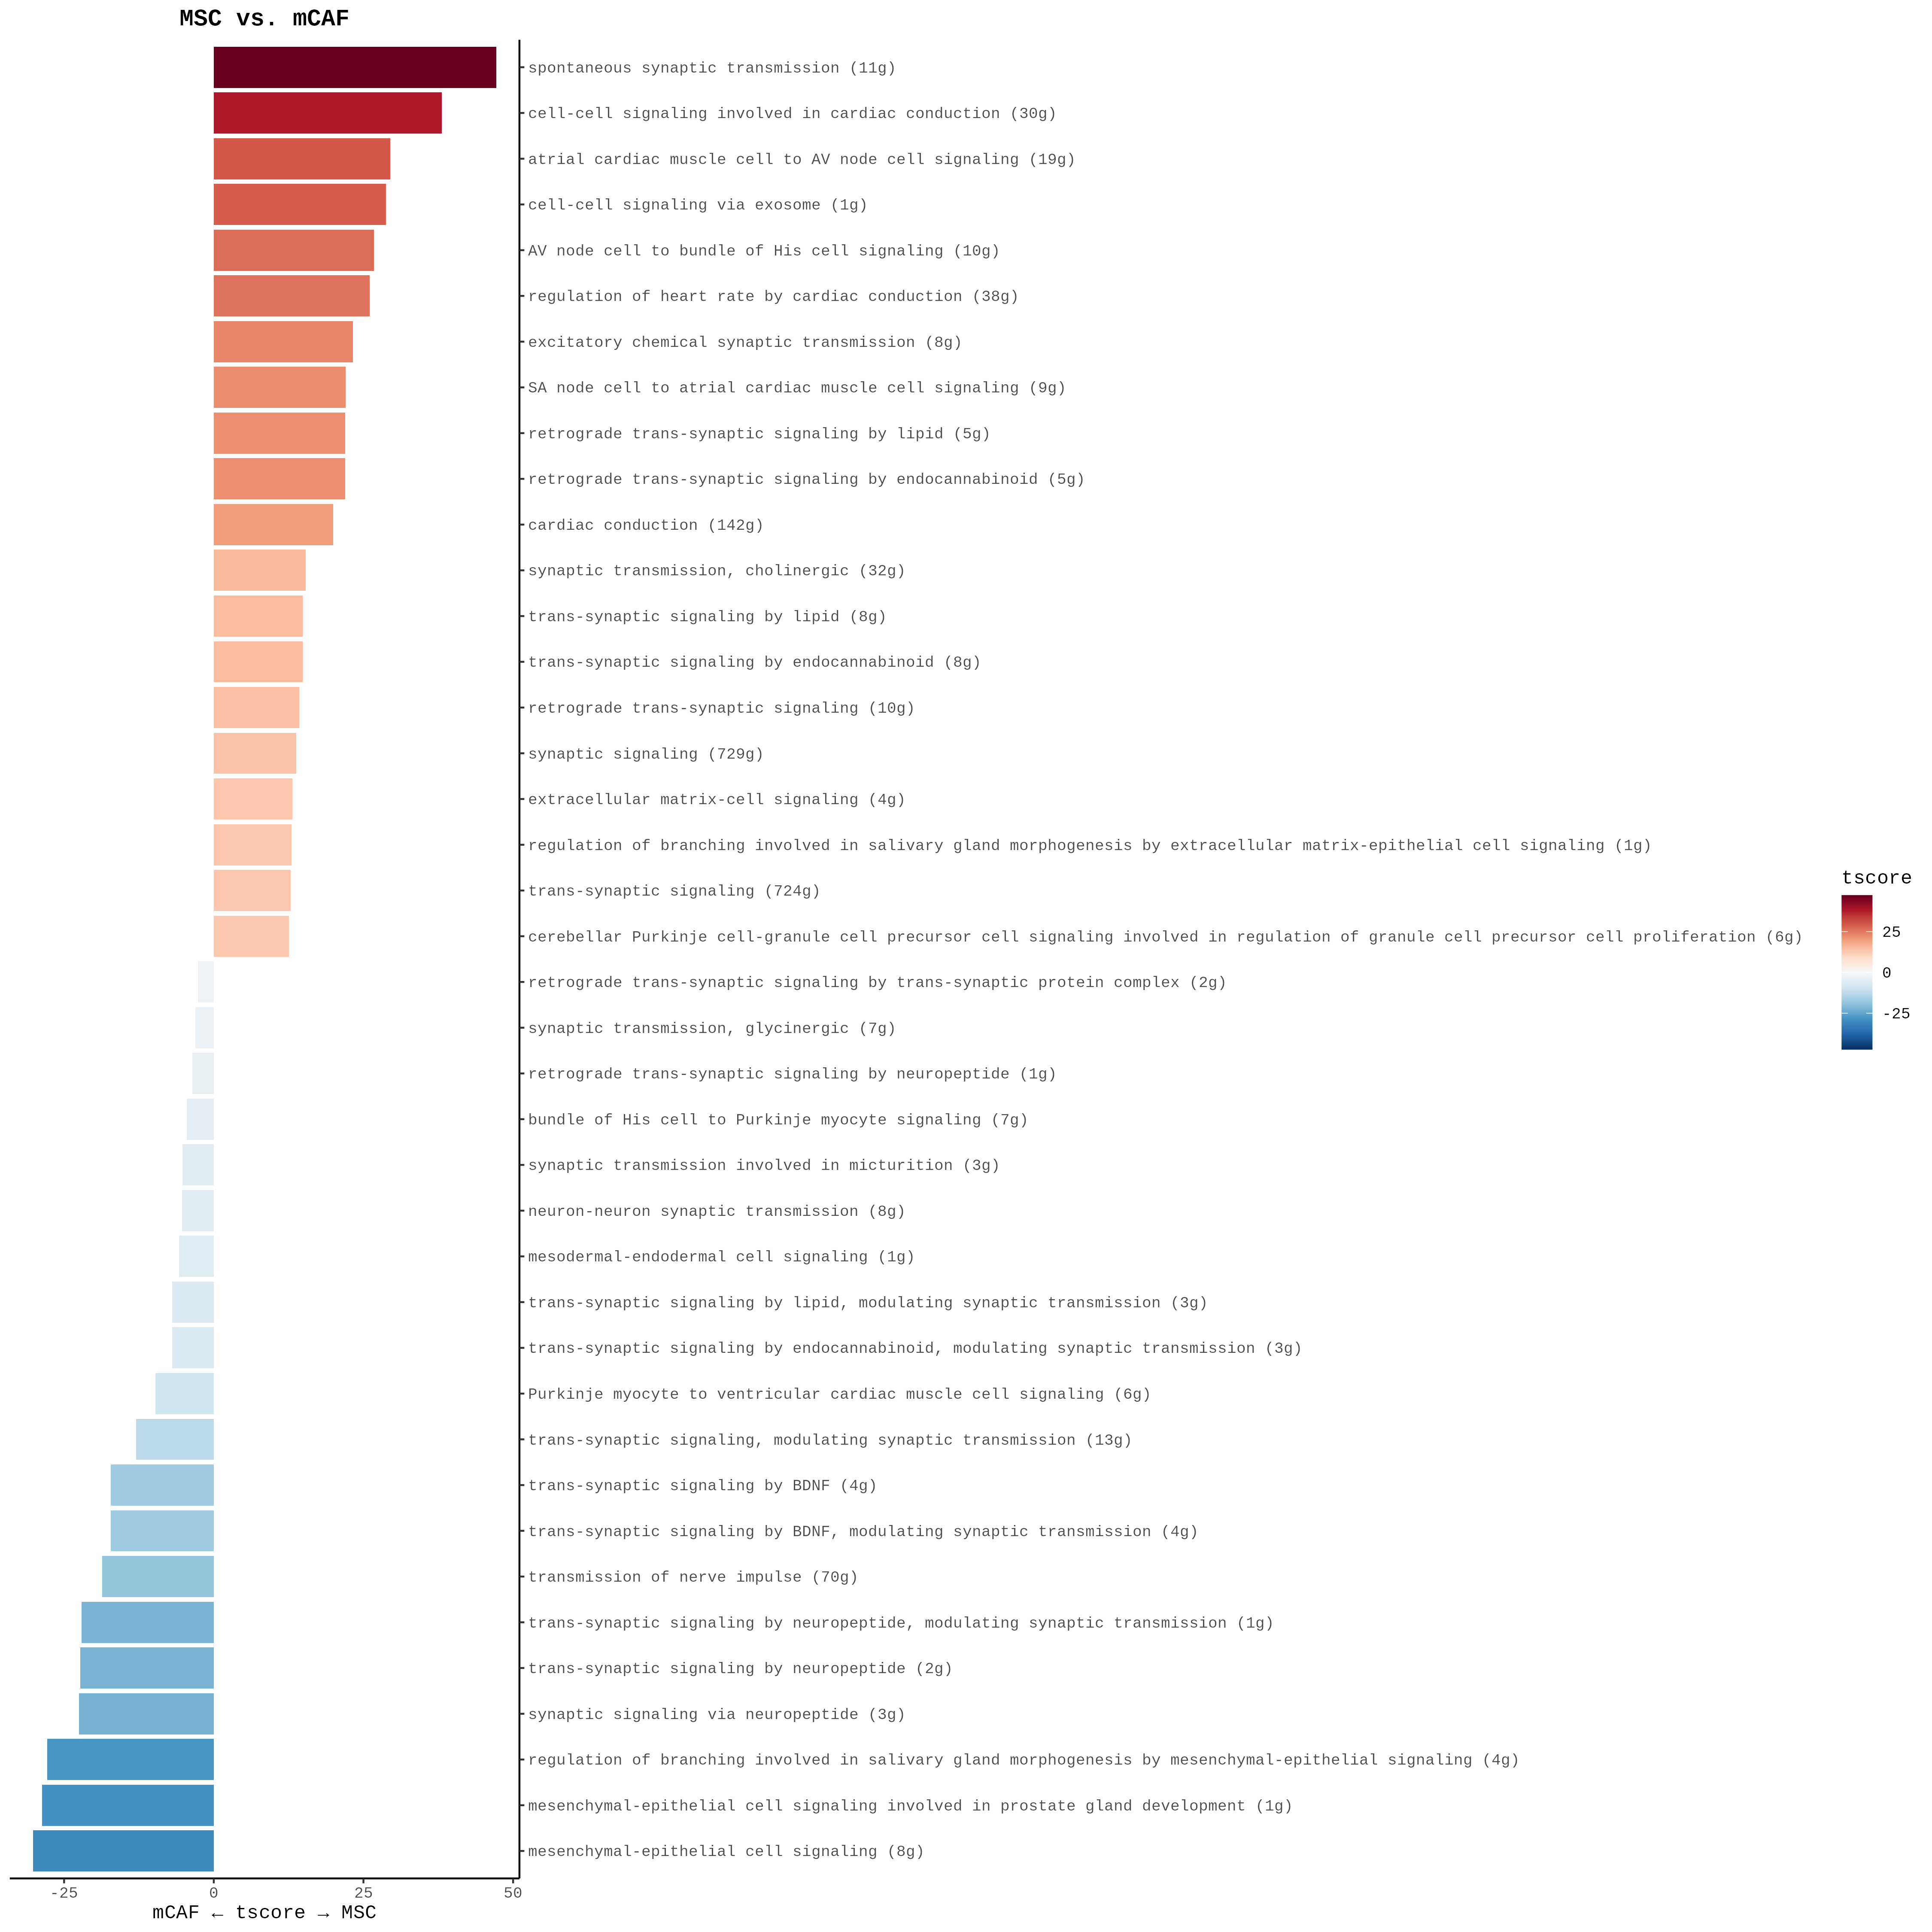 MSC vs. mCAF
spontaneous synaptic transmission (11g)
cell-cell signaling involved in cardiac conduction (30g)
atrial cardiac muscle cell to AV node cell signaling (19g)
cell-cell signaling via exosome (1g)
AV node cell to bundle of His cell signaling (10g)
regulation of heart rate by cardiac conduction (38g)
excitatory chemical synaptic transmission (8g)
SA node cell to atrial cardiac muscle cell signaling (9g)
retrograde trans-synaptic signaling by lipid (5g)
retrograde trans-synaptic signaling by endocannabinoid (5g)
cardiac conduction (142g)
synaptic transmission, cholinergic (32g)
trans-synaptic signaling by lipid (8g)
trans-synaptic signaling by endocannabinoid (8g)
retrograde trans-synaptic signaling (10g)
synaptic signaling (729g)
extracellular matrix-cell signaling (4g)
regulation of branching involved in salivary gland morphogenesis by extracellular matrix-epithelial cell signaling (1g)
trans-synaptic signaling (724g)
cerebellar Purkinje cell-granule cell precursor cell signaling involved in regulation of granule cell precursor cell proliferation (6g)
retrograde trans-synaptic signaling by trans-synaptic protein complex (2g)
synaptic transmission, glycinergic (7g)
retrograde trans-synaptic signaling by neuropeptide (1g)
bundle of His cell to Purkinje myocyte signaling (7g)
synaptic transmission involved in micturition (3g)
neuron-neuron synaptic transmission (8g)
mesodermal-endodermal cell signaling (1g)
trans-synaptic signaling by lipid, modulating synaptic transmission (3g)
trans-synaptic signaling by endocannabinoid, modulating synaptic transmission (3g)
Purkinje myocyte to ventricular cardiac muscle cell signaling (6g)
trans-synaptic signaling, modulating synaptic transmission (13g)
trans-synaptic signaling by BDNF (4g)
trans-synaptic signaling by BDNF, modulating synaptic transmission (4g)
transmission of nerve impulse (70g)
trans-synaptic signaling by neuropeptide, modulating synaptic transmission (1g)
trans-synaptic signaling by neuropeptide (2g)
synaptic signaling via neuropeptide (3g)
regulation of branching involved in salivary gland morphogenesis by mesenchymal-epithelial signaling (4g)
mesenchymal-epithelial cell signaling involved in prostate gland development (1g)
mesenchymal-epithelial cell signaling (8g)
-25 0 25 50
mCAF ← tscore → MSC
tscore
25
0
-25